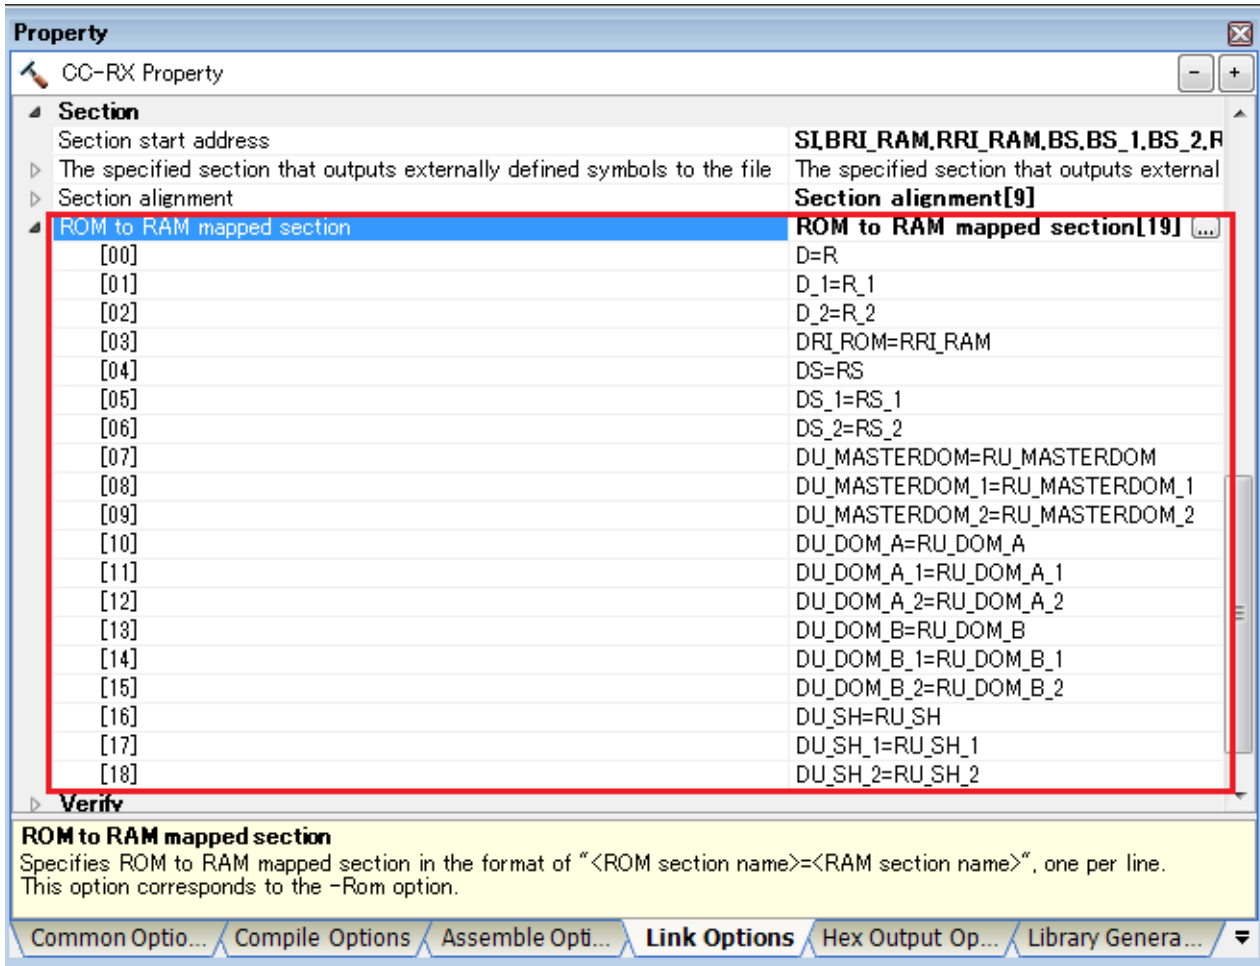 Property
CC-RX Property
- +
Section
Section start address SI,BRI_RAM,RRI_RAM,BS,BS_1,BS_2,R
The specified section that outputs externally defined symbols to the file The specified section that outputs external
Section alignment Section alignment[9]
ROM to RAM mapped section ROM to RAM mapped section[19] ...
[00] D=R
[01] D_1=R_1
[02] D_2=R_2
[03] DRI_ROM=RRI_RAM
[04] DS=RS
[05] DS_1=RS_1
[06] DS_2=RS_2
[07] DU_MASTERDOM=RU_MASTERDOM
[08] DU_MASTERDOM_1=RU_MASTERDOM_1
[09] DU_MASTERDOM_2=RU_MASTERDOM_2
[10] DU_DOM_A=RU_DOM_A
[11] DU_DOM_A_1=RU_DOM_A_1
[12] DU_DOM_A_2=RU_DOM_A_2
[13] DU_DOM_B=RU_DOM_B
[14] DU_DOM_B_1=RU_DOM_B_1
[15] DU_DOM_B_2=RU_DOM_B_2
[16] DU_SH=RU_SH
[17] DU_SH_1=RU_SH_1
[18] DU_SH_2=RU_SH_2
Verify
ROM to RAM mapped section
Specifies ROM to RAM mapped section in the format of "<ROM section name>=<RAM section name>", one per line.
This option corresponds to the -Rom option.
Common Optio... Compile Options Assemble Opti... Link Options Hex Output Op... Library Genera...